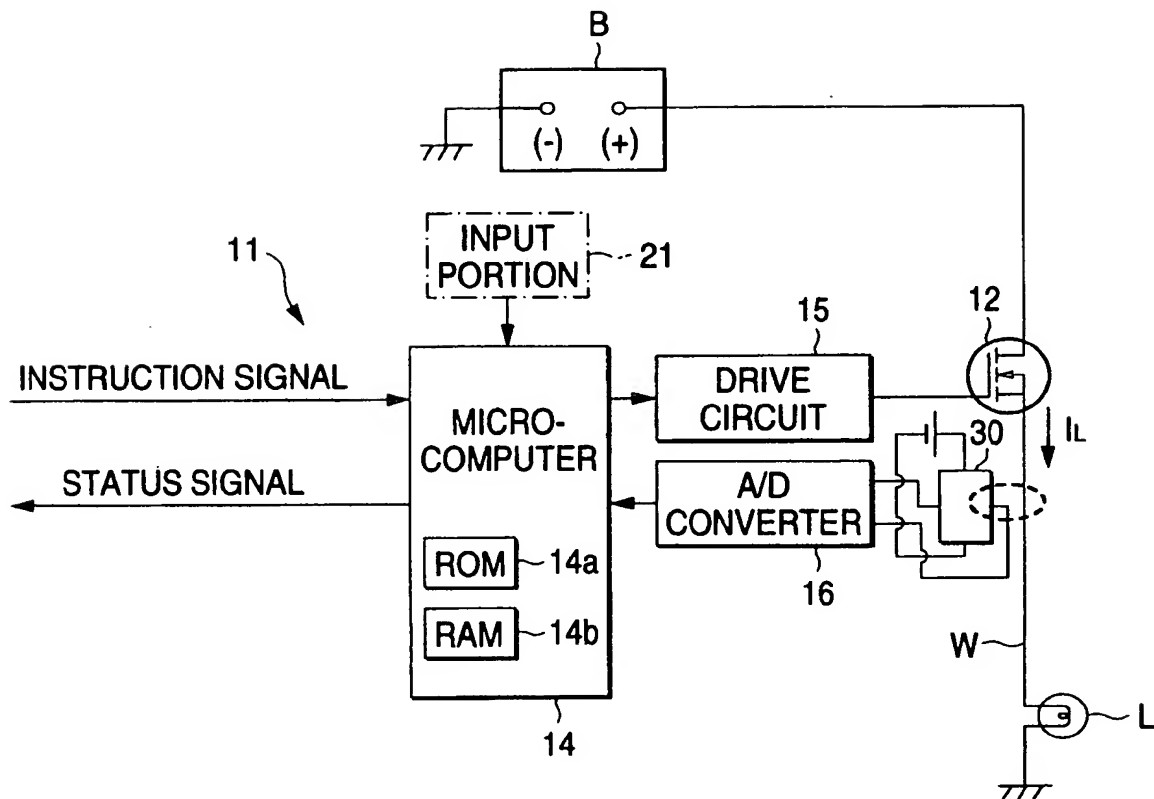 B
(-) (+)
INPUT
PORTION
21
11
12
15
INSTRUCTION SIGNAL
DRIVE
CIRCUIT
MICRO-
COMPUTER
IL
30
STATUS SIGNAL
A/D
CONVERTER
16
ROM
14a
RAM
14b
W
14
L